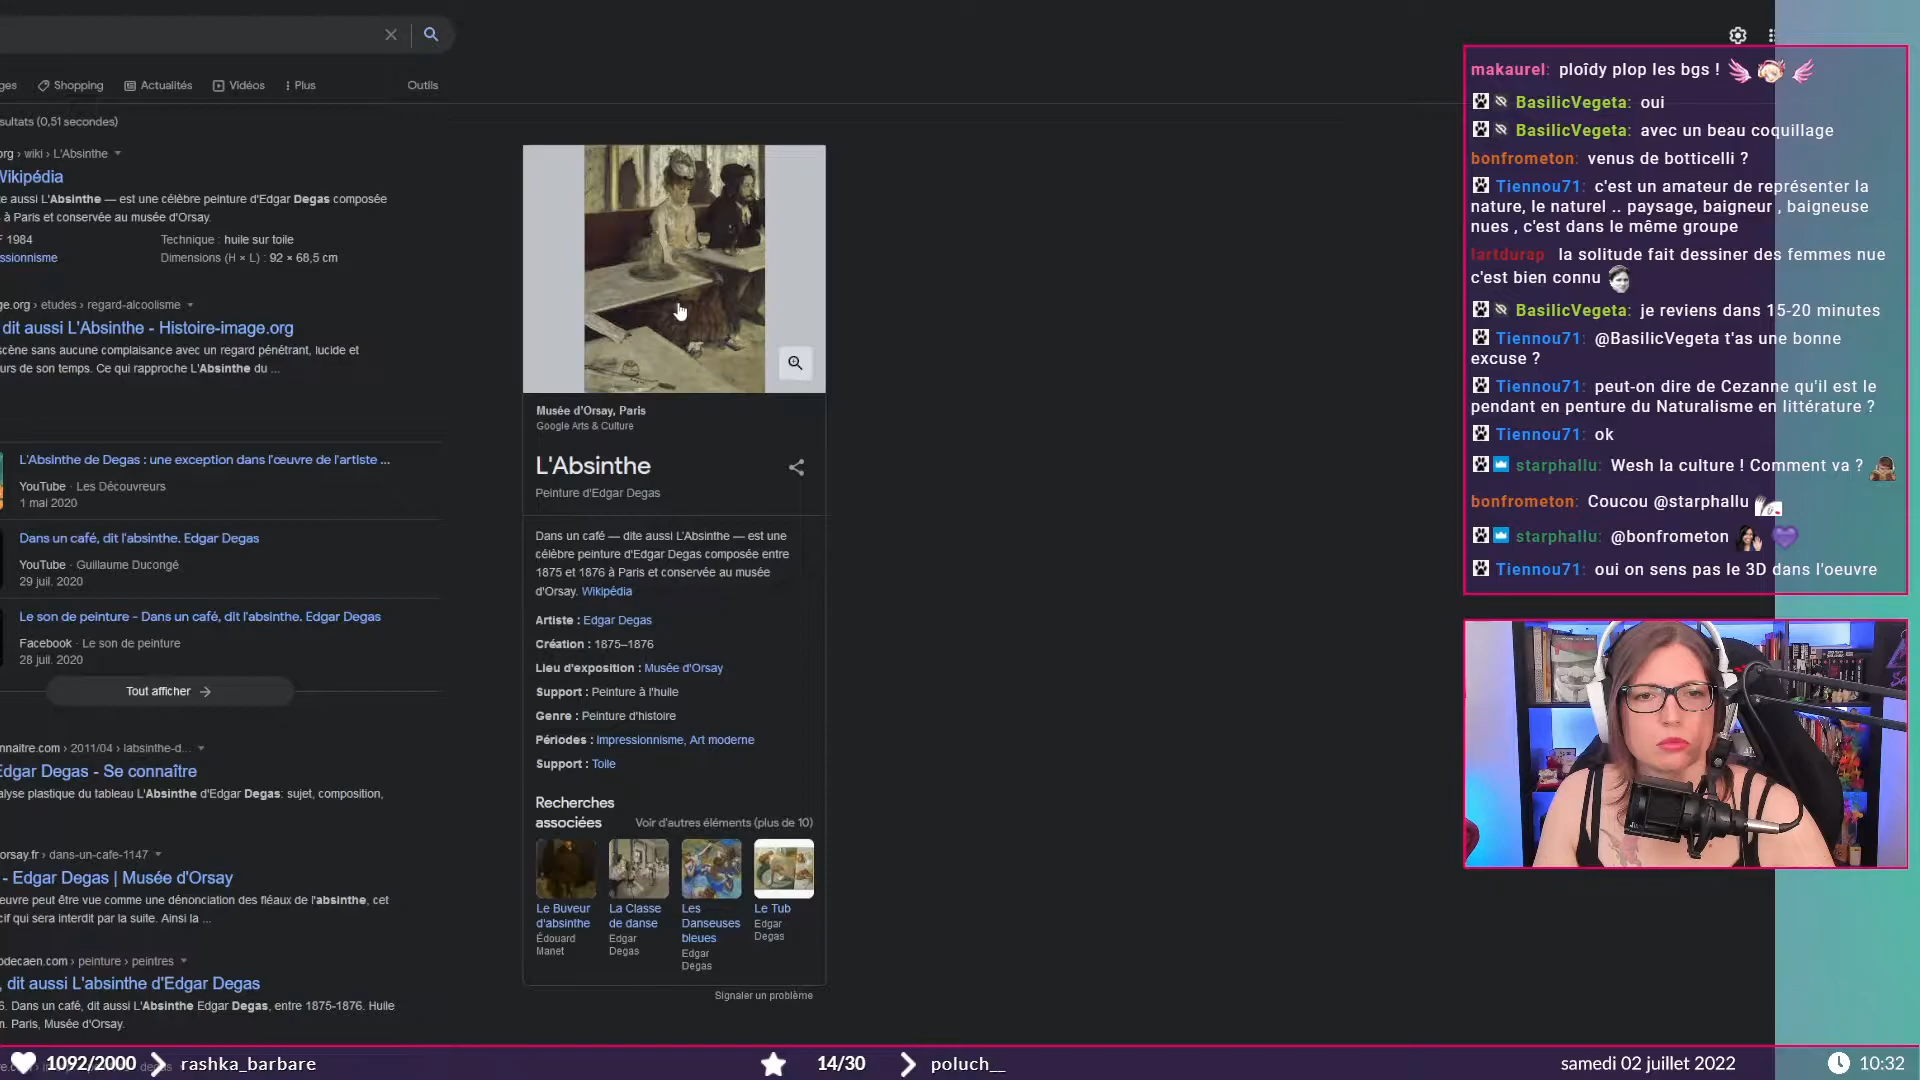 ges
Shopping
Actualités
Vidéos
Plus
Outils
sultats (0,51 secondes)
org › wiki › L'Absinthe
Wikipédia
te aussi L'Absinthe — est une célèbre peinture d'Edgar Degas composée
à Paris et conservée au musée d'Orsay.
F 1984
Technique : huile sur toile
ssionnisme
Dimensions (H × L) : 92 × 68,5 cm
ge.org › etudes › regard-alcoolisme
dit aussi L'Absinthe - Histoire-image.org
scène sans aucune complaisance avec un regard pénétrant, lucide et
urs de son temps. Ce qui rapproche L'Absinthe du ...
L'Absinthe de Degas : une exception dans l'œuvre de l'artiste ...
YouTube · Les Découvreurs
1 mai 2020
Dans un café, dit l'absinthe. Edgar Degas
YouTube · Guillaume Ducongé
29 juil. 2020
Le son de peinture - Dans un café, dit l'absinthe. Edgar Degas
Facebook · Le son de peinture
28 juil. 2020
Tout afficher
nnaitre.com › 2011/04 › labsinthe-d...
Edgar Degas - Se connaître
alyse plastique du tableau L'Absinthe d'Edgar Degas: sujet, composition,
orsay.fr › dans-un-cafe-1147
- Edgar Degas | Musée d'Orsay
euvre peut être vue comme une dénonciation des fléaux de l'absinthe, cet
cif qui sera interdit par la suite. Ainsi la ...
odecaen.com › peinture › peintres
, dit aussi L'absinthe d'Edgar Degas
6. Dans un café, dit aussi L'Absinthe Edgar Degas, entre 1875-1876. Huile
n. Paris, Musée d'Orsay.
Musée d'Orsay, Paris
Google Arts & Culture
L'Absinthe
Peinture d'Edgar Degas
Dans un café — dite aussi L'Absinthe — est une
célèbre peinture d'Edgar Degas composée entre
1875 et 1876 à Paris et conservée au musée
d'Orsay. Wikipédia
Artiste : Edgar Degas
Création : 1875–1876
Lieu d'exposition : Musée d'Orsay
Support : Peinture à l'huile
Genre : Peinture d'histoire
Périodes : Impressionnisme, Art moderne
Support : Toile
Recherches
associées
Voir d'autres éléments (plus de 10)
Le Buveur
d'absinthe
Édouard
Manet
La Classe
de danse
Edgar
Degas
Les
Danseuses
bleues
Edgar
Degas
Le Tub
Edgar
Degas
Signaler un problème
makaurel: ploîdy plop les bgs !
BasilicVegeta: oui
BasilicVegeta: avec un beau coquillage
bonfrometon: venus de botticelli ?
Tiennou71: c'est un amateur de représenter la
nature, le naturel .. paysage, baigneur , baigneuse
nues , c'est dans le même groupe
lartdurap la solitude fait dessiner des femmes nue
c'est bien connu
BasilicVegeta: je reviens dans 15-20 minutes
Tiennou71: @BasilicVegeta t'as une bonne
excuse ?
Tiennou71: peut-on dire de Cezanne qu'il est le
pendant en penture du Naturalisme en littérature ?
Tiennou71: ok
starphallu: Wesh la culture ! Comment va ?
bonfrometon: Coucou @starphallu
starphallu: @bonfrometon
Tiennou71: oui on sens pas le 3D dans l'oeuvre
1092/2000
rashka_barbare
14/30
poluch__
samedi 02 juillet 2022
10:32